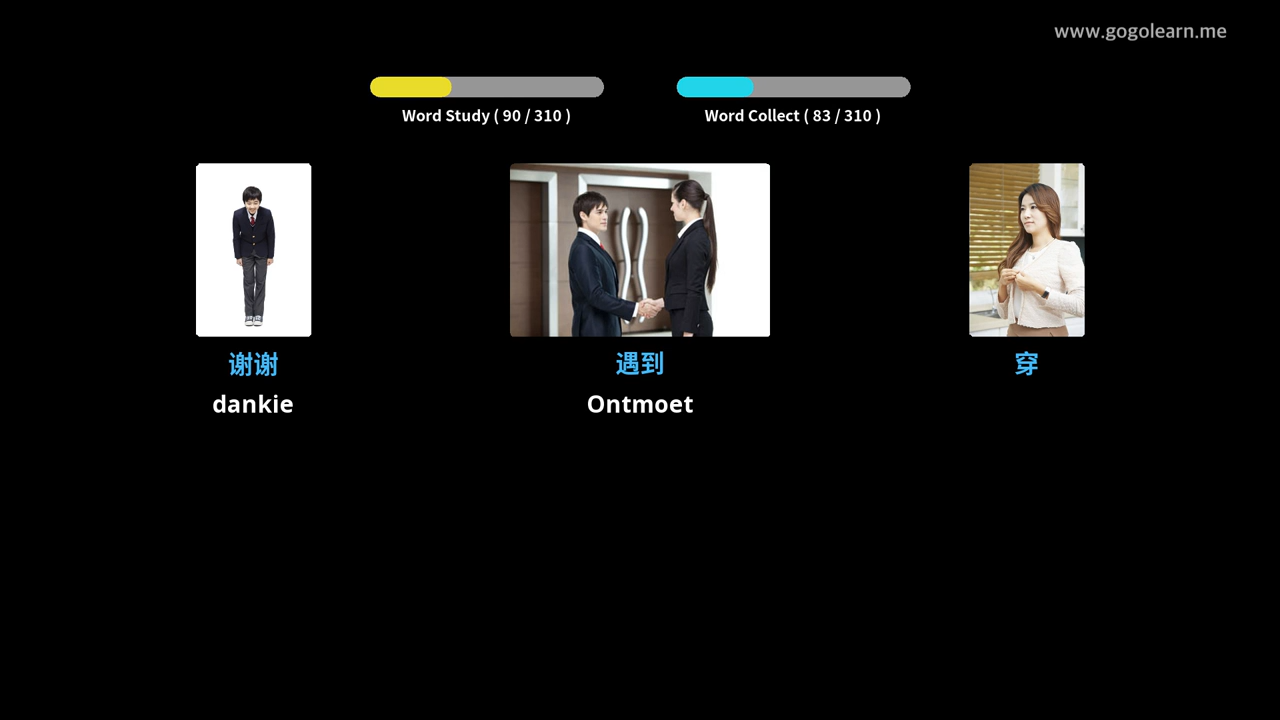 www.gogolearn.me
Word Study ( 90 / 310 )
Word Collect ( 83 / 310 )
谢谢
遇到
穿
dankie
Ontmoet